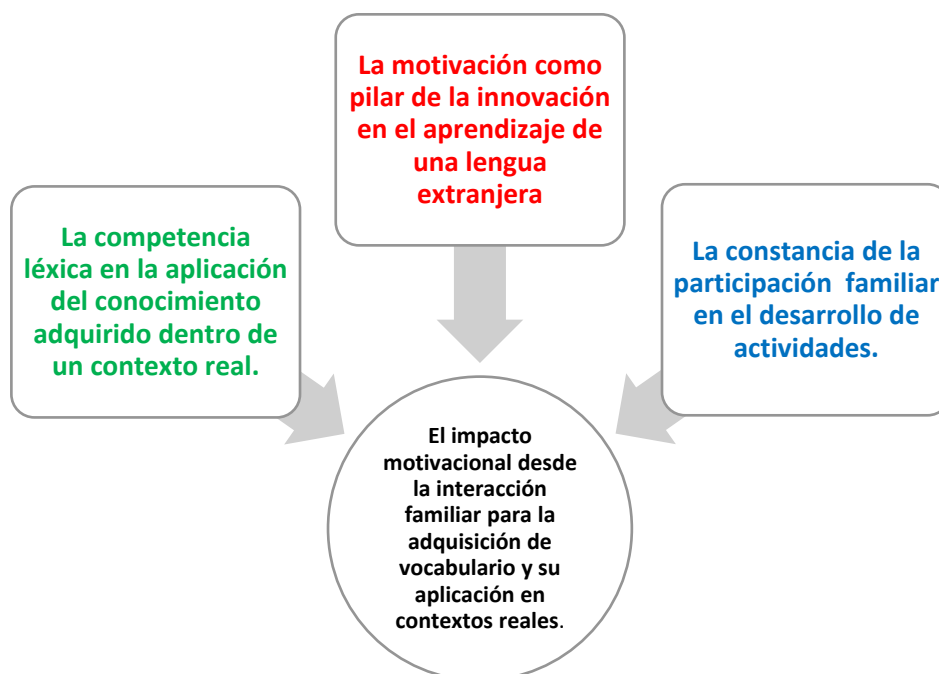 La motivación como
pilar de la innovación
en el aprendizaje de
una lengua
extranjera
La competencia
léxica en la aplicación
del conocimiento
adquirido dentro de
un contexto real.
La constancia de la
participación familiar
en el desarrollo de
actividades.
El impacto
motivacional desde
la interacción
familiar para la
adquisición de
vocabulario y su
aplicación en
contextos reales.